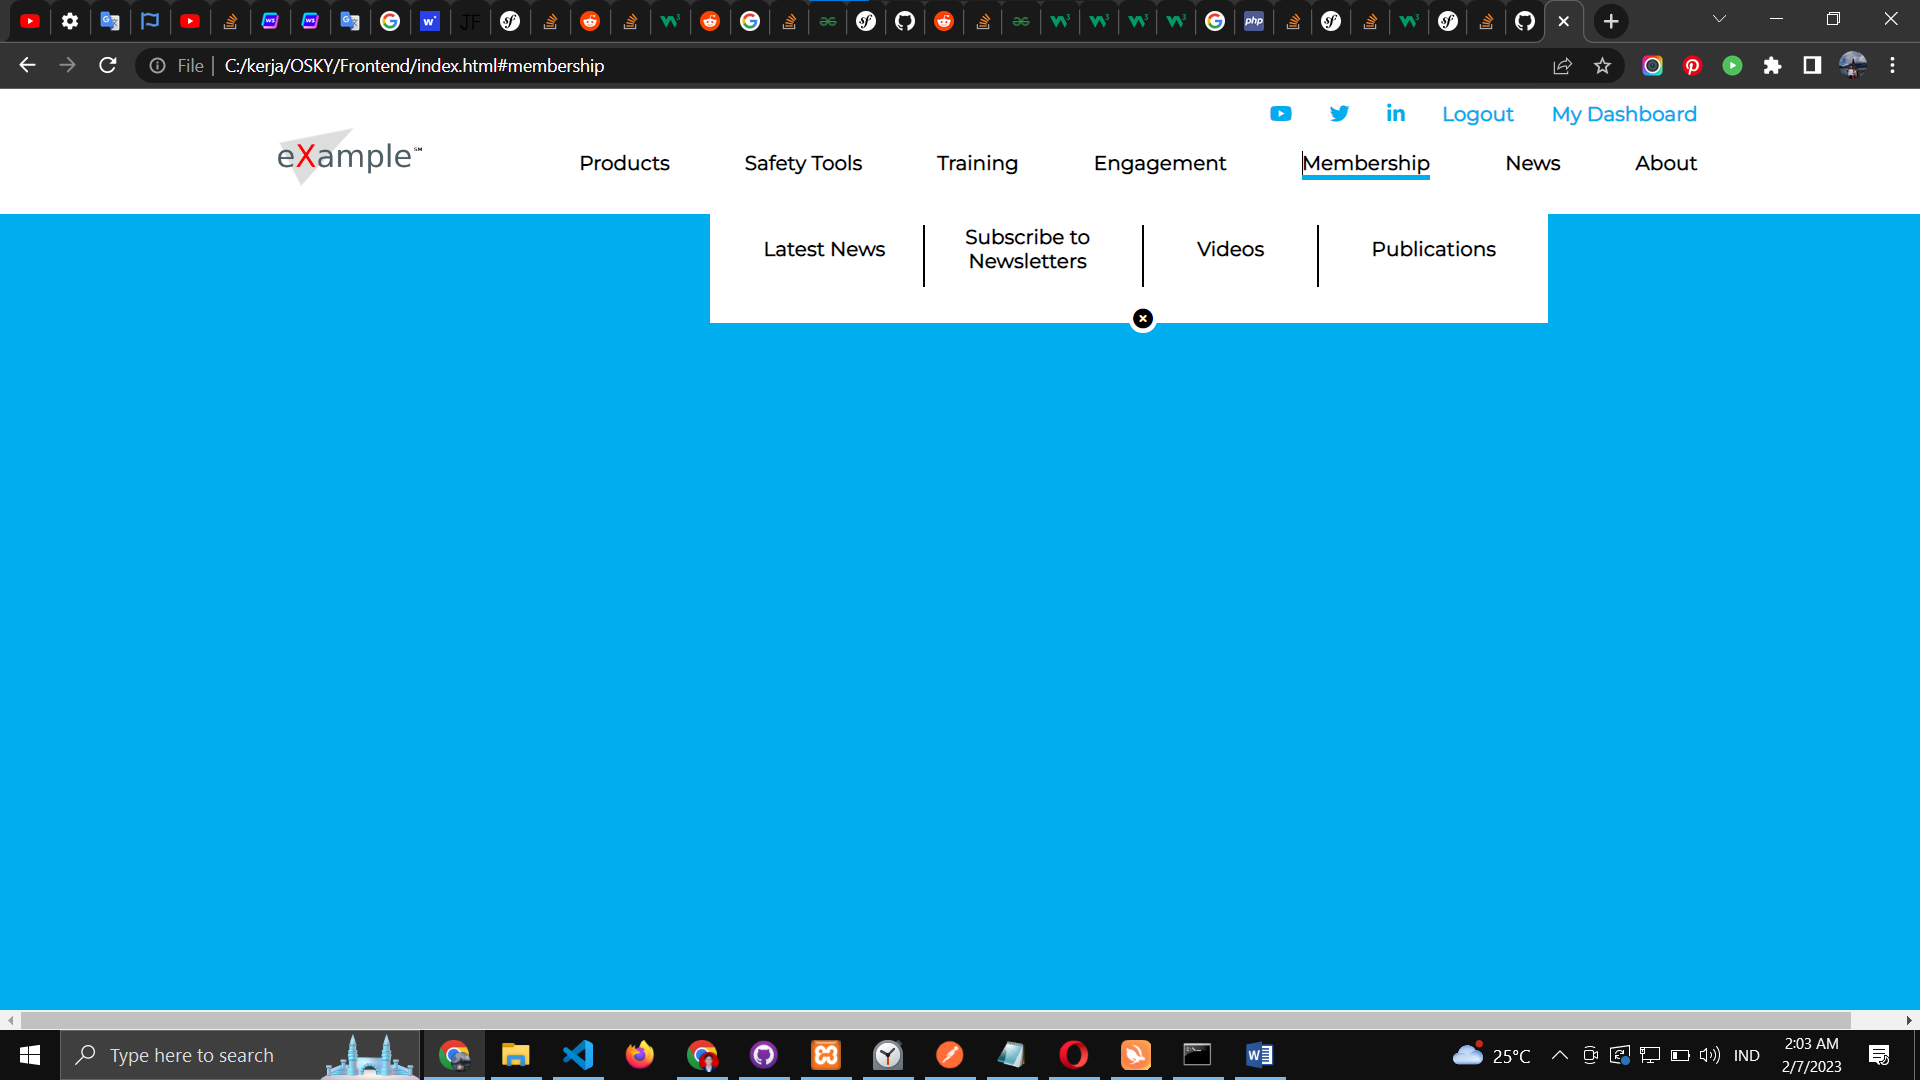 File
C:/kerja/OSKY/Frontend/index.html#membership
Logout My Dashboard
eXample℠
Products Safety Tools Training Engagement Membership News About
Latest News
Subscribe to
Newsletters
Videos
Publications
Type here to search
25°C
IND
2:03 AM
2/7/2023